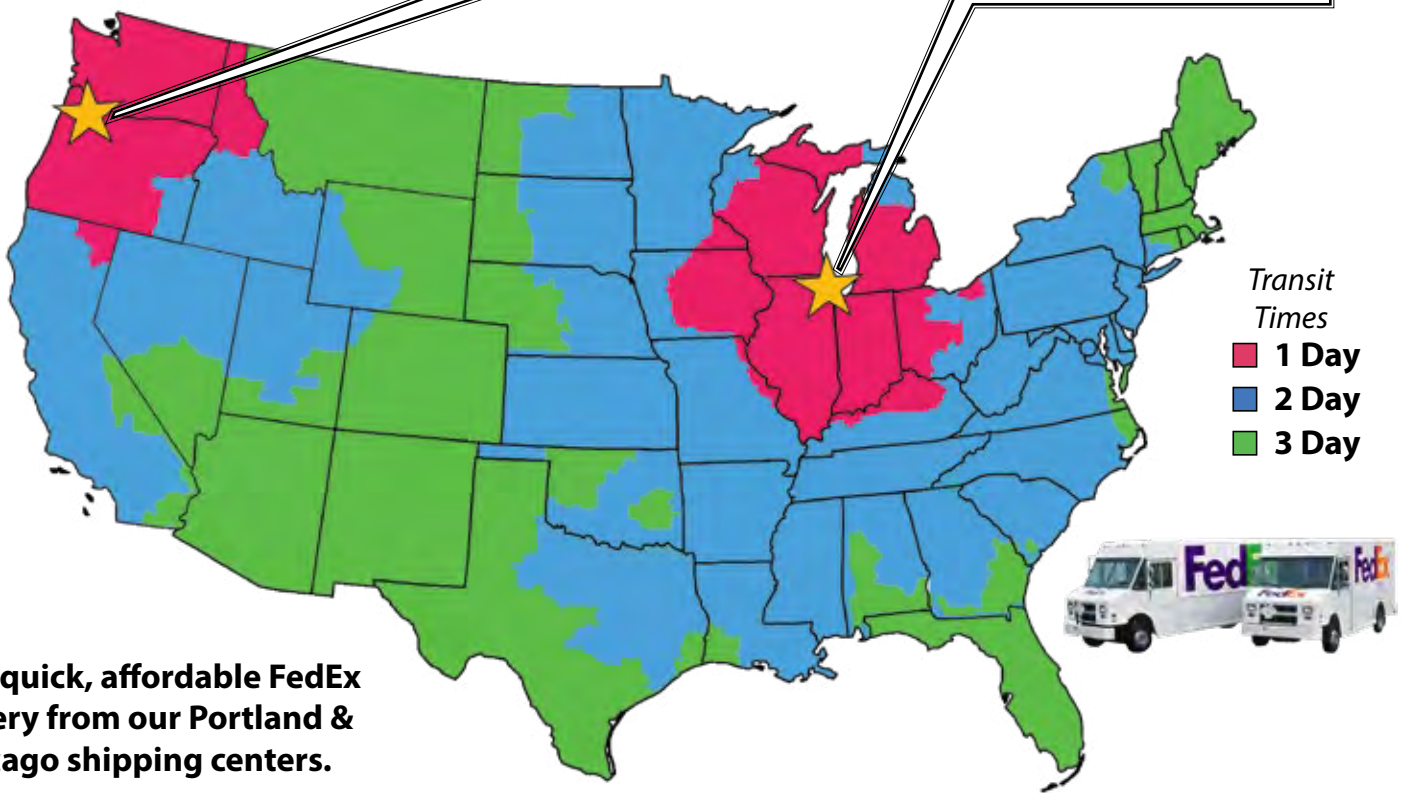 Transit
Times
1 Day
2 Day
3 Day
FedEx
FedEx
FedEx
quick, affordable FedEx
ery from our Portland &
ago shipping centers.